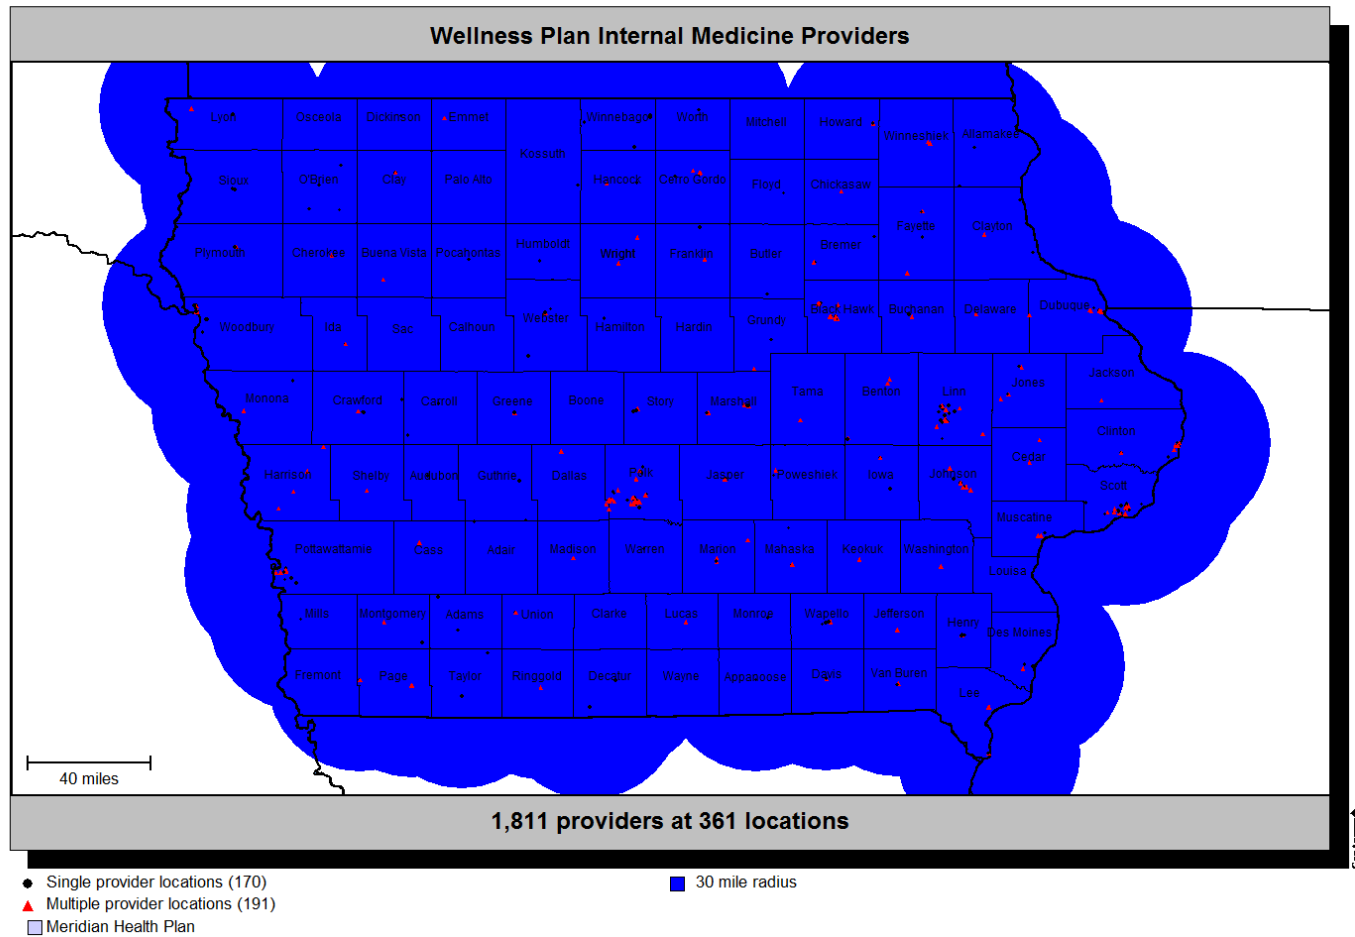 Wellness Plan Internal Medicine Providers
Lyon Osceola Dickinson Emmet Winnebago Worth Mitchell Howard Winneshiek Allamakee
Kossuth
Sioux O'Brien Clay Palo Alto Hancock Cerro Gordo Floyd Chickasaw
Fayette Clayton
Plymouth Cherokee Buena Vista Pocahontas Humboldt Wright Franklin Butler Bremer
Woodbury Ida Sac Calhoun Webster Hamilton Hardin Grundy Black Hawk Buchanan Delaware Dubuque
Monona Crawford Carroll Greene Boone Story Marshall Tama Benton Linn Jones Jackson
Clinton
Harrison Shelby Audubon Guthrie Dallas Polk Jasper Poweshiek Iowa Johnson Cedar Scott
Muscatine
Pottawattamie Cass Adair Madison Warren Marion Mahaska Keokuk Washington
Louisa
Mills Montgomery Adams Union Clarke Lucas Monroe Wapello Jefferson Henry Des Moines
Fremont Page Taylor Ringgold Decatur Wayne Appanoose Davis Van Buren Lee
40 miles
1,811 providers at 361 locations
Single provider locations (170)
30 mile radius
Multiple provider locations (191)
Meridian Health Plan